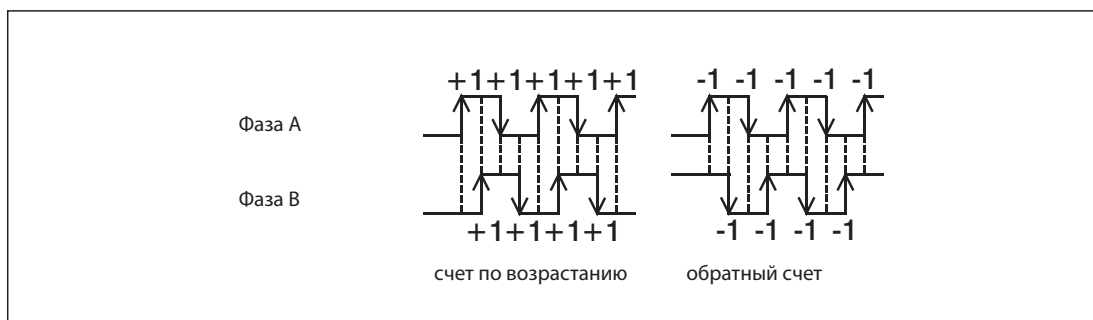 +1+1+1+1+1 -1 -1 -1 -1 -1
Фаза А
Фаза В
+1+1+1+1 -1 -1 -1 -1
счет по возрастанию обратный счет